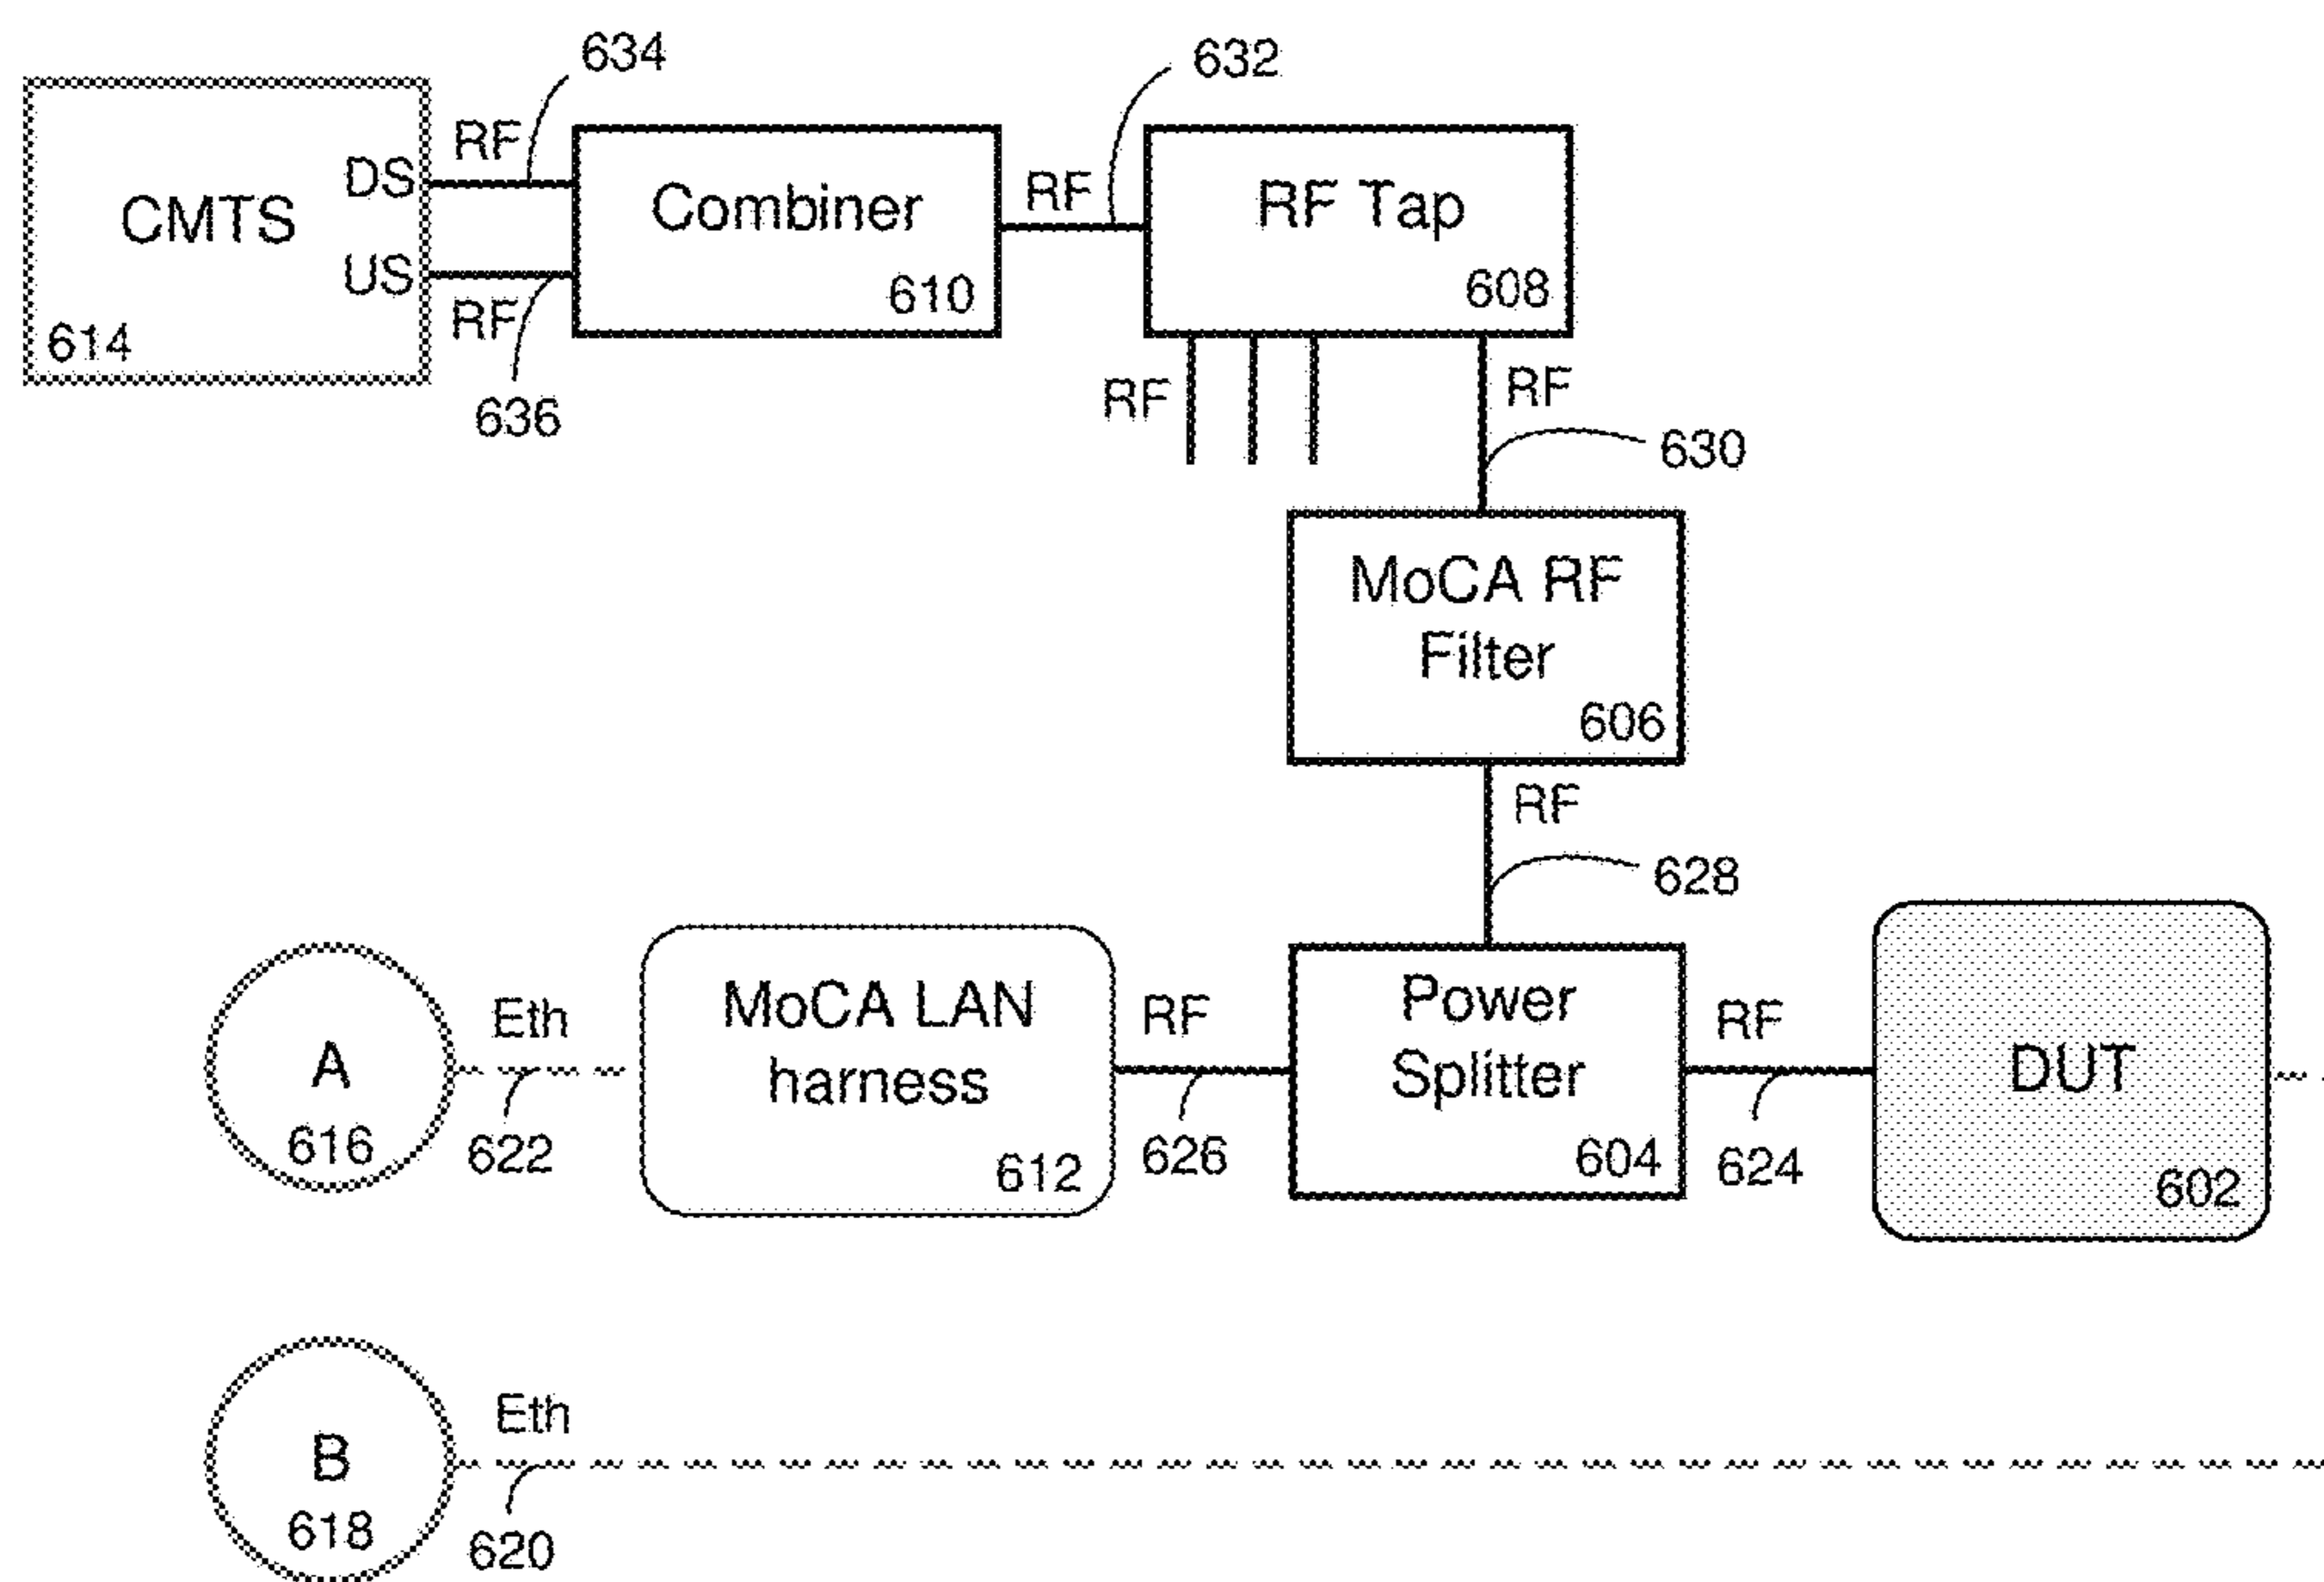 634
632
RF
DS
CMTS
US
RF
614
636
Combiner
610
RF
RF Tap
608
RF
RF
630
MoCA RF
Filter
606
RF
628
A
616
Eth
622
MoCA LAN
harness
612
RF
626
Power
Splitter
604
RF
624
DUT
602
B
618
Eth
620